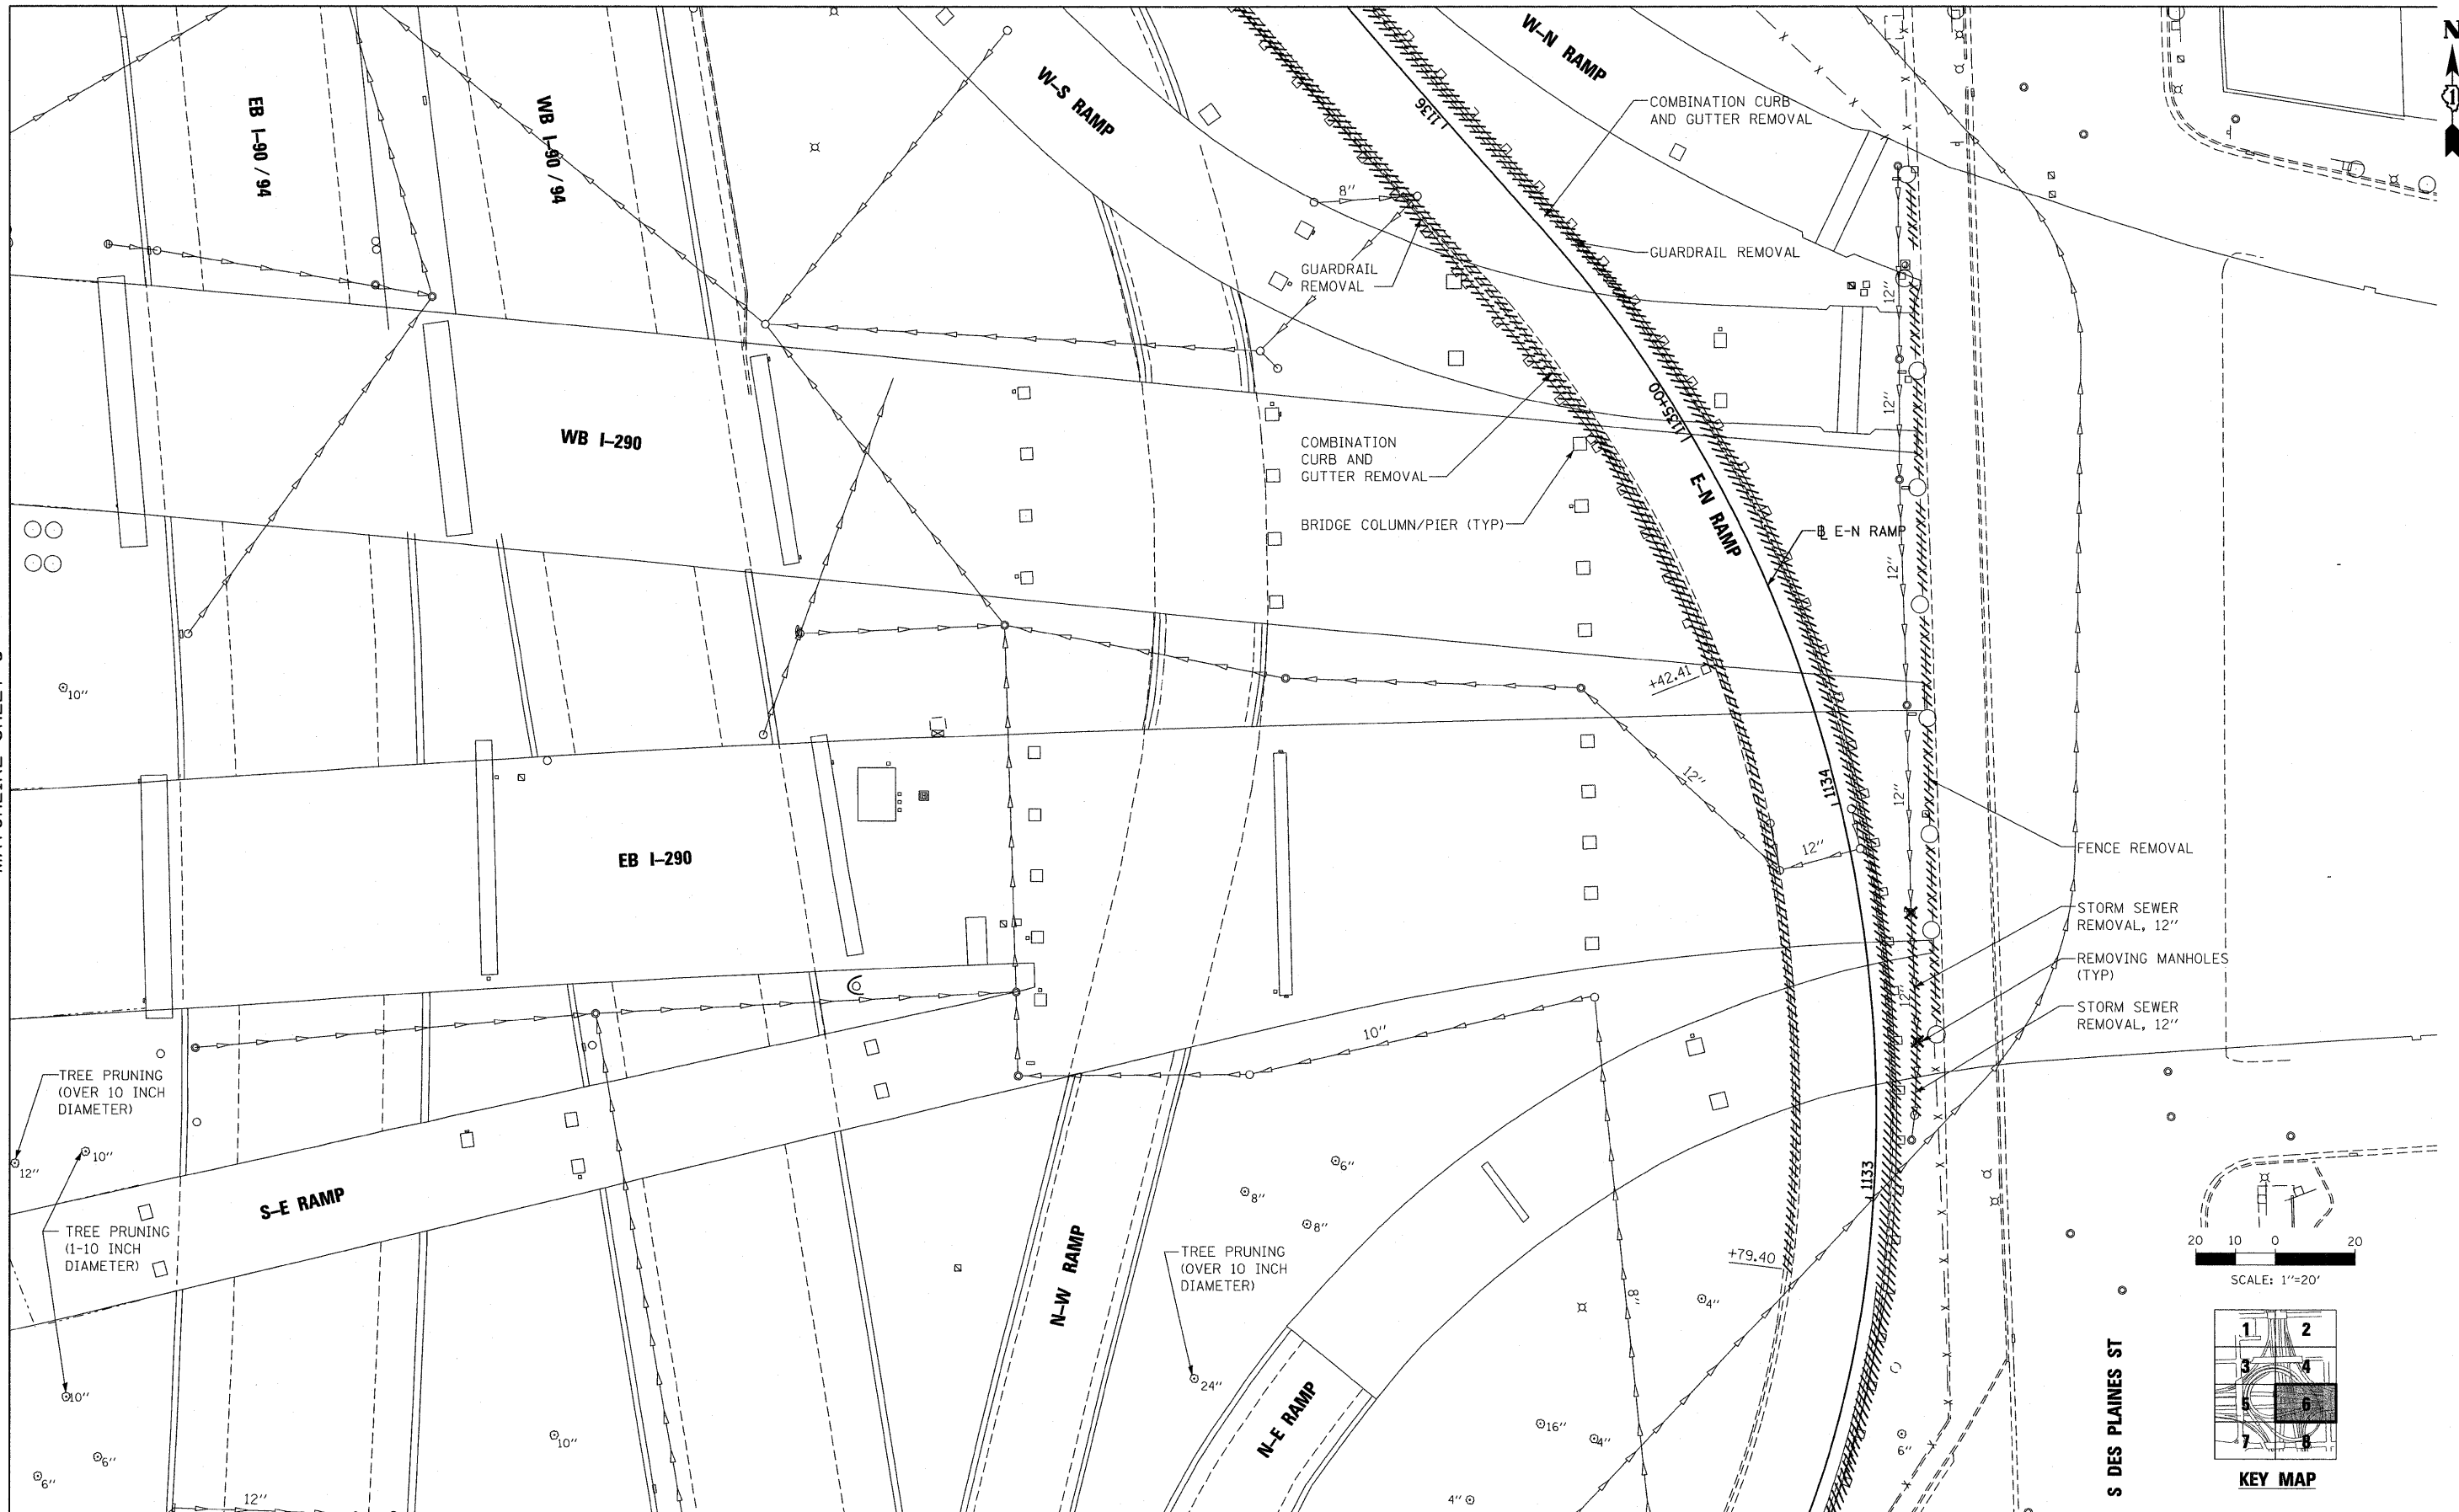 N
EB I-90 / 94
WB I-90 / 94
W-S RAMP
W-N RAMP
1136
COMBINATION CURB
AND GUTTER REMOVAL
8"
GUARDRAIL REMOVAL
GUARDRAIL
REMOVAL
12"
12"
1135+00
WB I-290
COMBINATION
CURB AND
GUTTER REMOVAL
E-N RAMP
BRIDGE COLUMN/PIER (TYP)
B E-N RAMP
12"
+42.41
10"
12"
1134
12"
12"
EB I-290
FENCE REMOVAL
STORM SEWER
REMOVAL, 12"
REMOVING MANHOLES
(TYP)
12"
STORM SEWER
REMOVAL, 12"
10"
TREE PRUNING
(OVER 10 INCH
DIAMETER)
10"
12"
6"
8"
8"
1133
S-E RAMP
TREE PRUNING
(1-10 INCH
DIAMETER)
N-W RAMP
TREE PRUNING
(OVER 10 INCH
DIAMETER)
+79.40
8"
4"
20 10 0 20
SCALE: 1"=20'
24"
10"
N-E RAMP
16"
4"
10"
6"
6"
6"
12"
4"
S DES PLAINES ST
1 2
3 4
5 6
7 8
KEY MAP